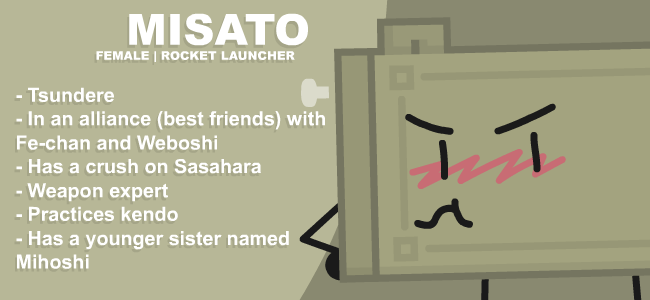 MISATO
FEMALE | ROCKET LAUNCHER
- Tsundere
- In an alliance (best friends) with
Fe-chan and Weboshi
- Has a crush on Sasahara
- Weapon expert
- Practices kendo
- Has a younger sister named
Mihoshi